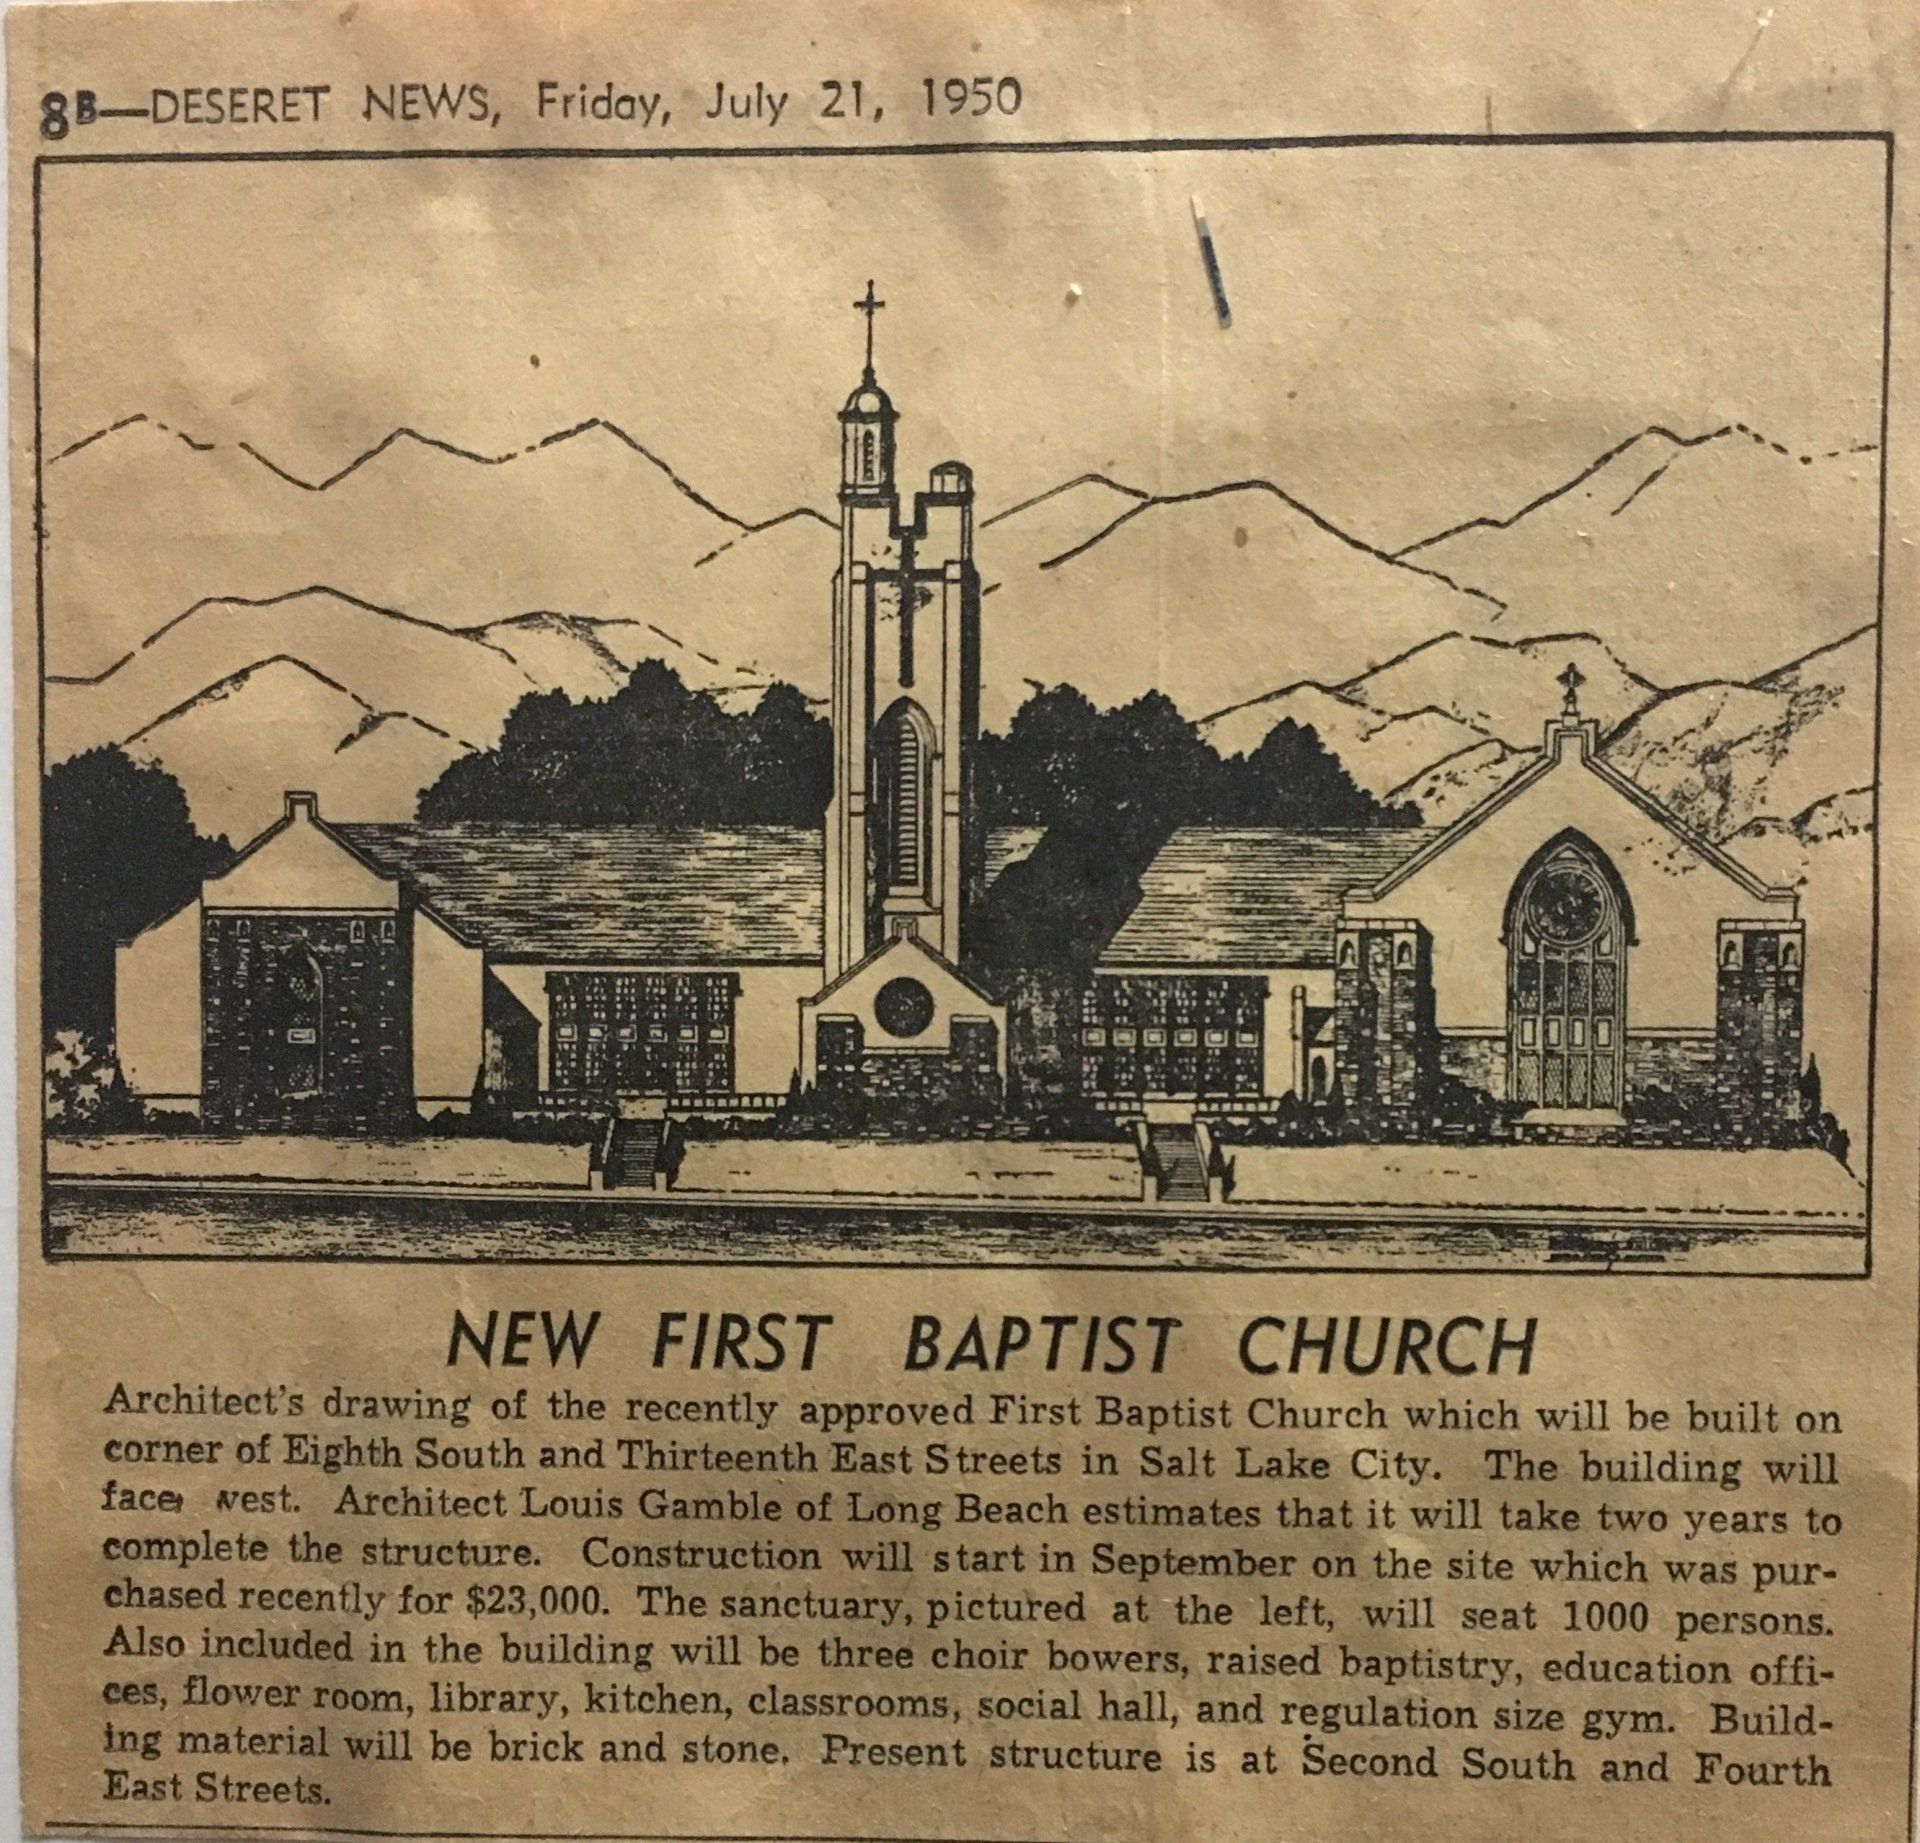 8B—DESERET NEWS, Friday, July 21, 1950
NEW FIRST BAPTIST CHURCH
Architect's drawing of the recently approved First Baptist Church which will be built on
corner of Eighth South and Thirteenth East Streets in Salt Lake City. The building will
face west. Architect Louis Gamble of Long Beach estimates that it will take two years to
complete the structure. Construction will start in September on the site which was pur-
chased recently for $23,000. The sanctuary, pictured at the left, will seat 1000 persons.
Also included in the building will be three choir bowers, raised baptistry, education offi-
ces, flower room, library, kitchen, classrooms, social hall, and regulation size gym. Build-
ing material will be brick and stone. Present structure is at Second South and Fourth
East Streets.